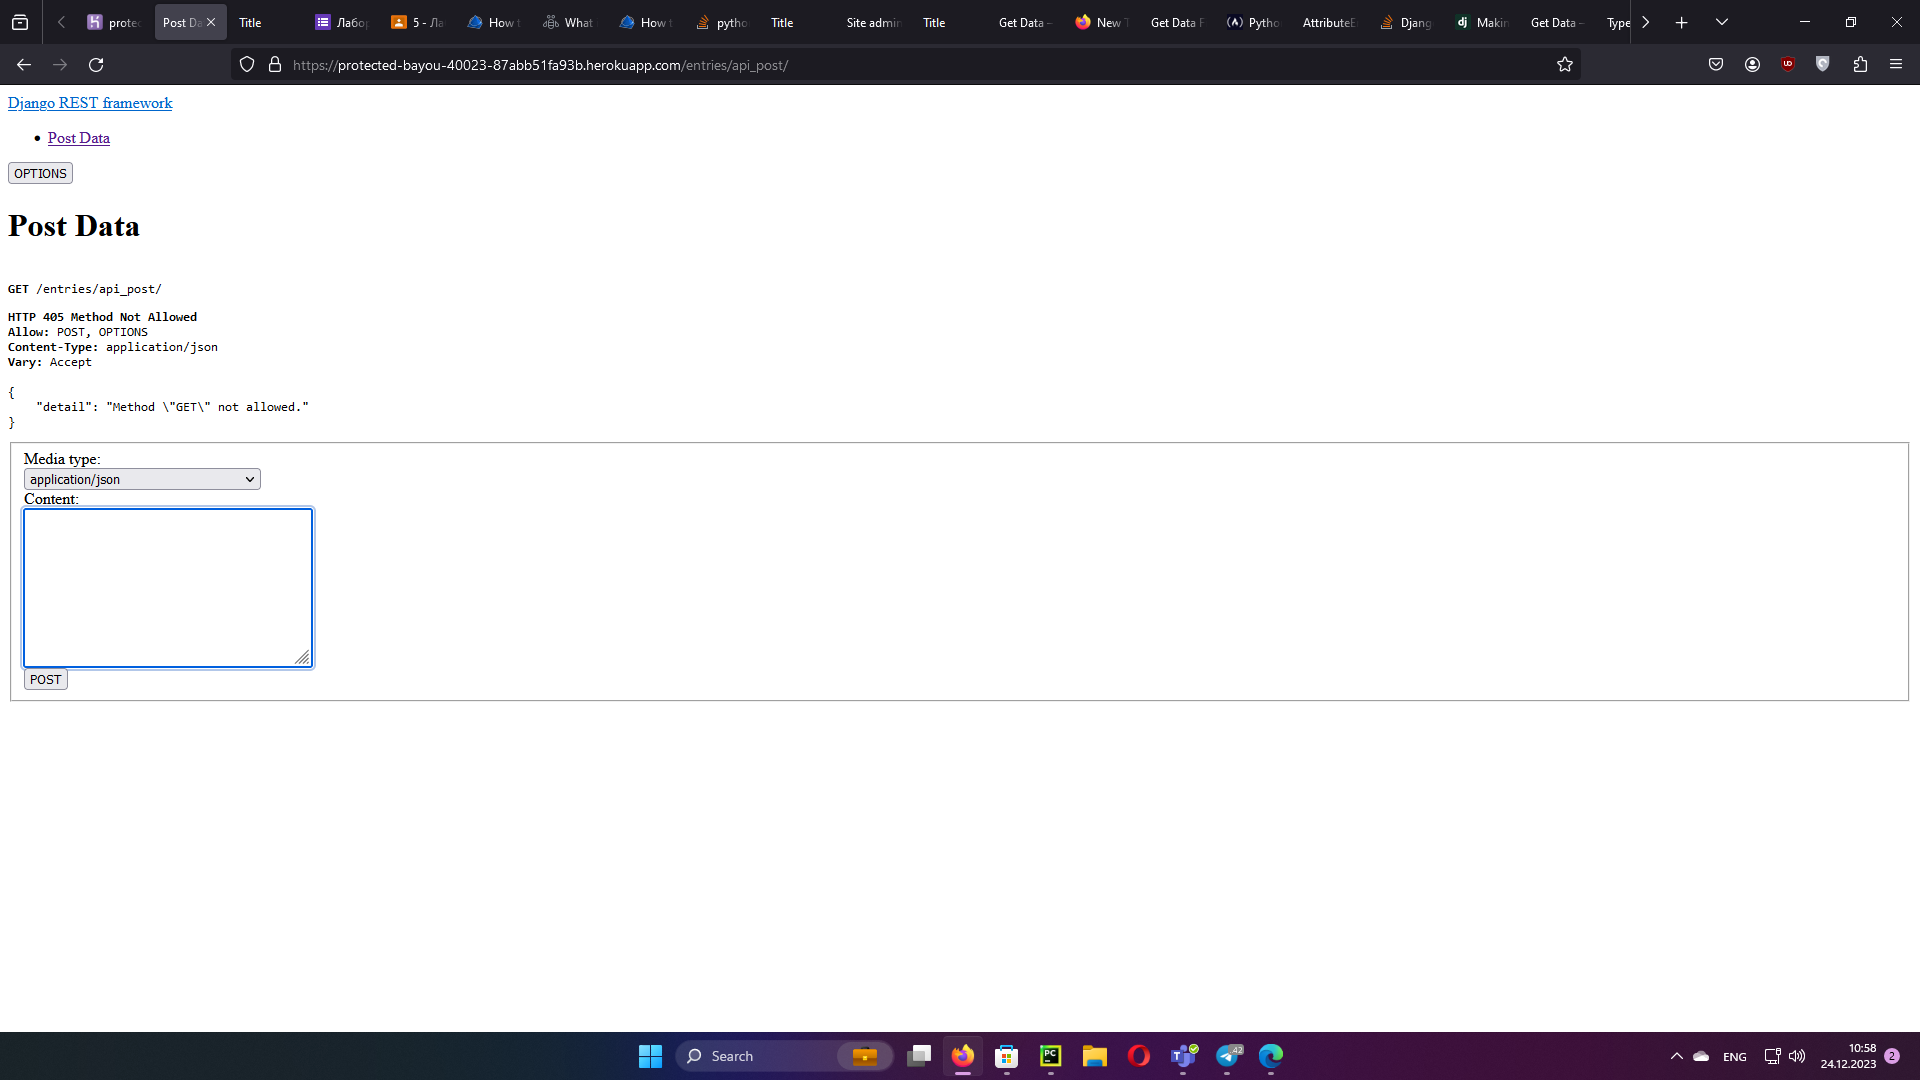 protec
Post Da
Title
Лабор
5 - Ла
How t
What
How t
pytho
Title
Site admin
Title
Get Data –
New T
Get Data F
Pytho
AttributeE
Djang
Makin
Get Data –
Type
https://protected-bayou-40023-87abb51fa93b.herokuapp.com/entries/api_post/
Django REST framework
Post Data
OPTIONS
Post Data
GET /entries/api_post/
HTTP 405 Method Not Allowed
Allow: POST, OPTIONS
Content-Type: application/json
Vary: Accept
{
"detail": "Method \"GET\" not allowed."
}
Media type:
application/json
Content:
POST
Search
PC
42
ENG
10:58
24.12.2023
2